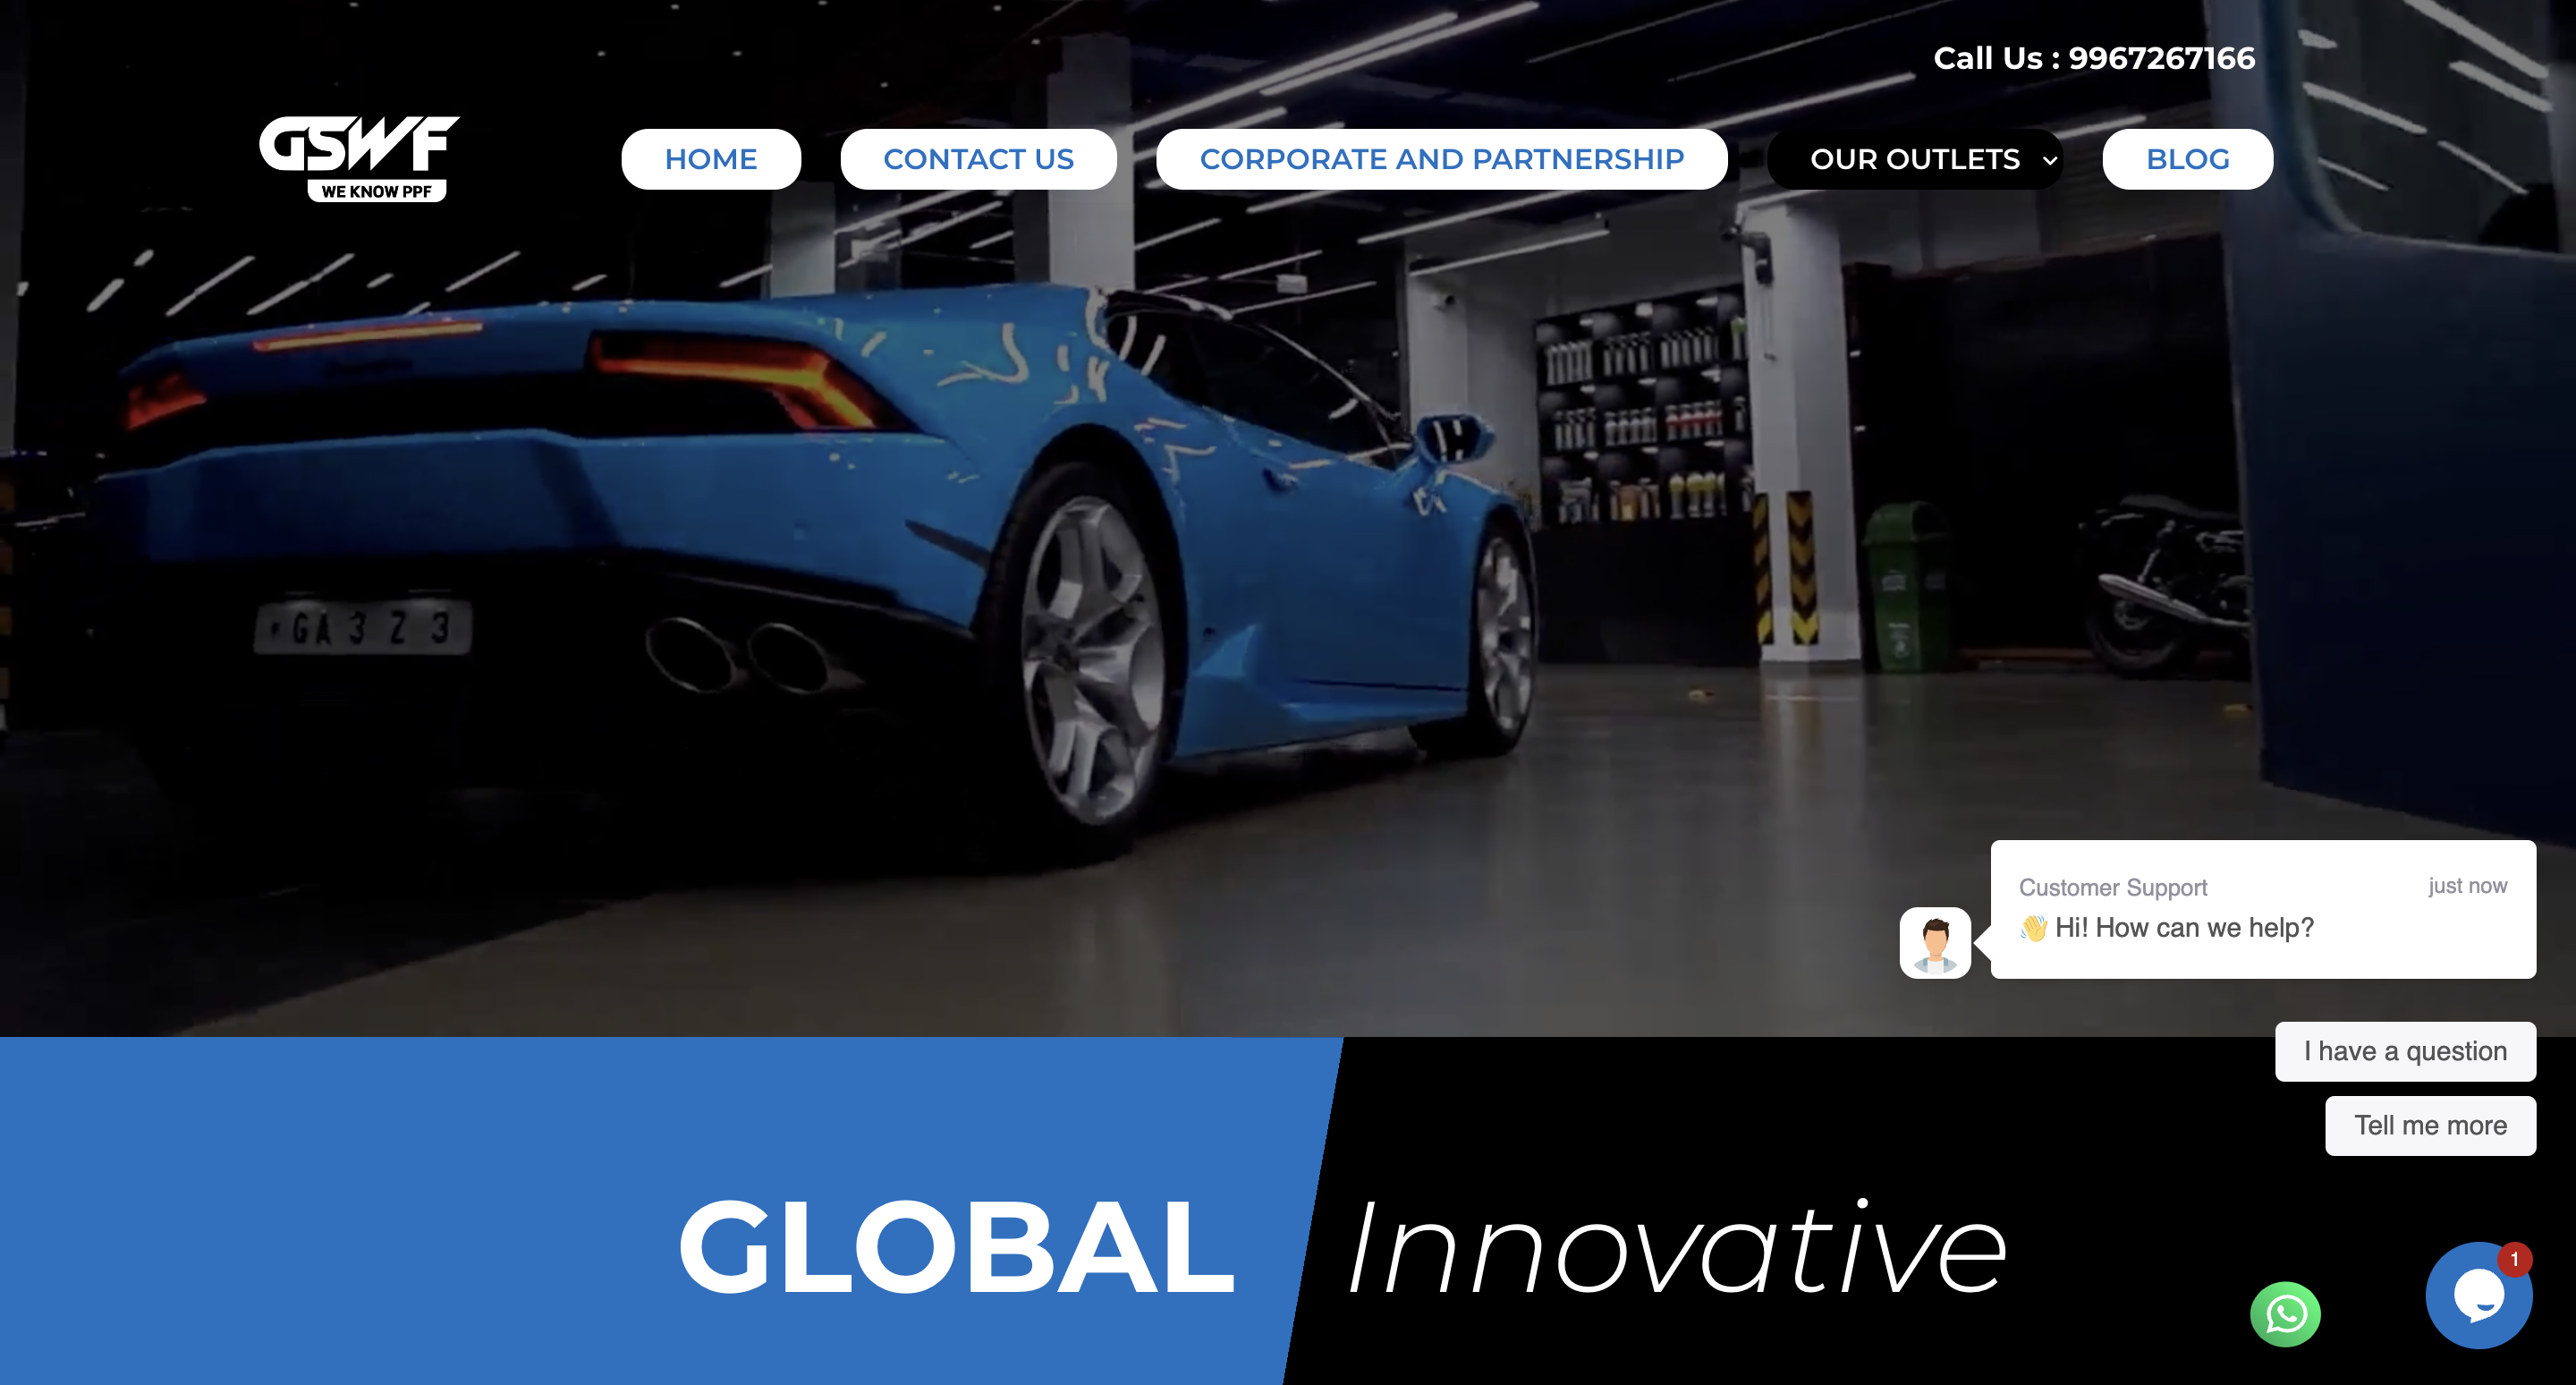 Call Us : 9967267166
GSWF
WE KNOW PPF
HOME
CONTACT US
CORPORATE AND PARTNERSHIP
OUR OUTLETS
BLOG
GA 3 Z 3
Customer Support
just now
👋 Hi! How can we help?
I have a question
Tell me more
GLOBAL
Innovative
1